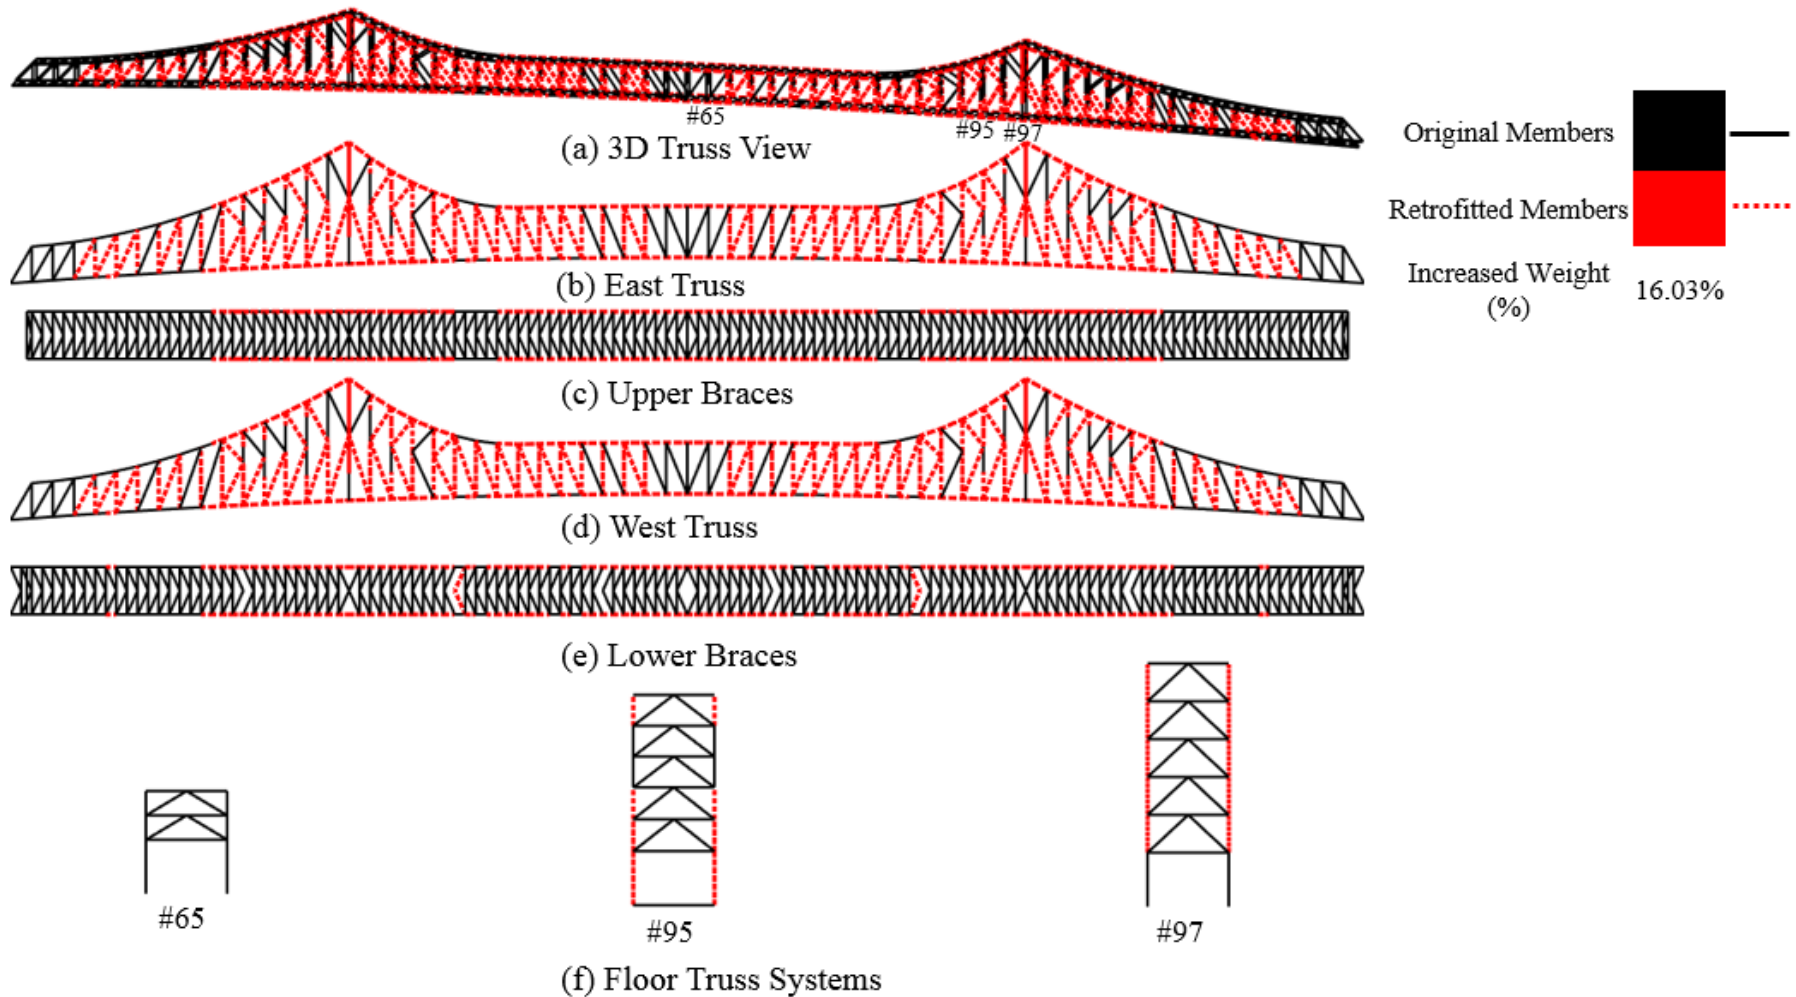 #65
#95 #97
(a) 3D Truss View
Original Members
Retrofitted Members
Increased Weight
(%)
16.03%
(b) East Truss
(c) Upper Braces
(d) West Truss
(e) Lower Braces
#65
#95
#97
(f) Floor Truss Systems